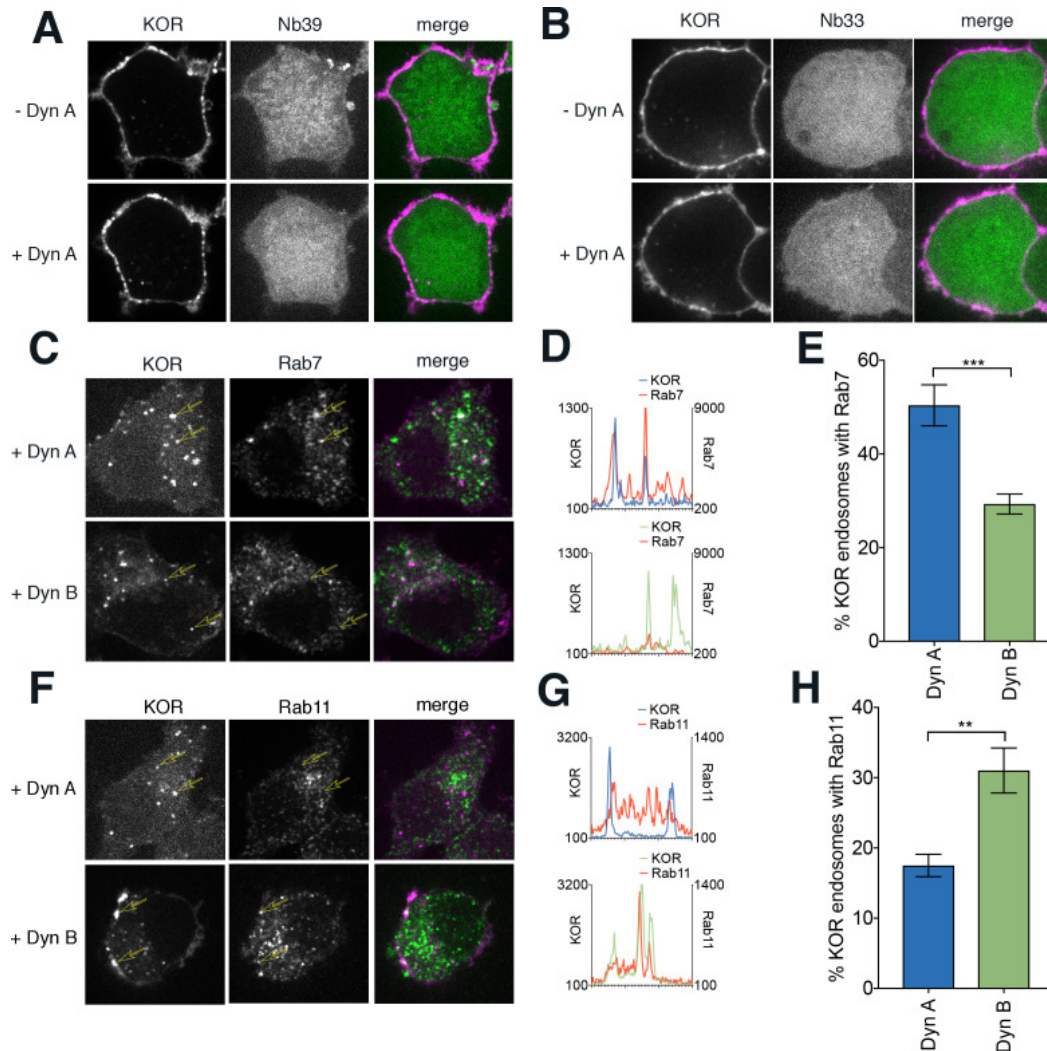 A
KOR Nb39 merge
- Dyn A
+ Dyn A
B
KOR Nb33 merge
- Dyn A
+ Dyn A
C
KOR Rab7 merge
+ Dyn A
+ Dyn B
D
KOR
Rab7
1300 9000
KOR Rab7
100 200
KOR
Rab7
1300 9000
KOR Rab7
100 200
E
% KOR endosomes with Rab7
60
40
20
0
***
Dyn A Dyn B
F
KOR Rab11 merge
+ Dyn A
+ Dyn B
G
KOR
Rab11
3200 1400
KOR Rab11
100 100
KOR
Rab11
3200 1400
KOR Rab11
100 100
H
% KOR endosomes with Rab11
40
30
20
10
0
**
Dyn A Dyn B